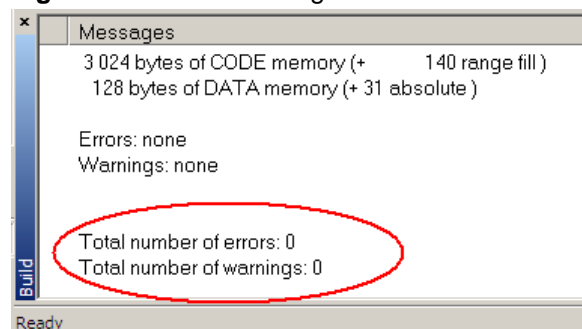 Messages
3 024 bytes of CODE memory (+ 140 range fill )
128 bytes of DATA memory (+ 31 absolute )
Errors: none
Warnings: none
Total number of errors: 0
Total number of warnings: 0
Build
Ready